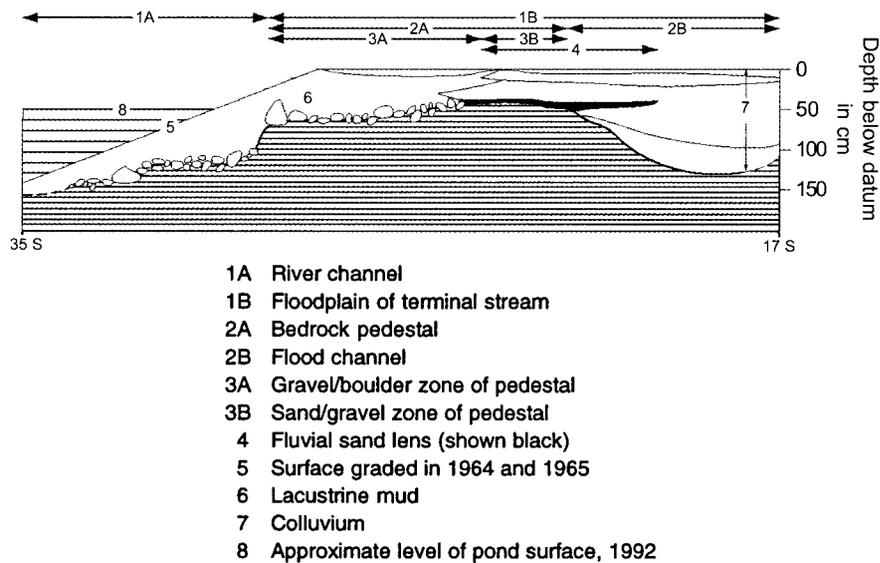 1A 1B
2A 2B
3A 3B
4
0
8 6 7
50
5
100
150
Depth below datum
in cm
35 S 17 S
1A River channel
1B Floodplain of terminal stream
2A Bedrock pedestal
2B Flood channel
3A Gravel/boulder zone of pedestal
3B Sand/gravel zone of pedestal
4 Fluvial sand lens (shown black)
5 Surface graded in 1964 and 1965
6 Lacustrine mud
7 Colluvium
8 Approximate level of pond surface, 1992